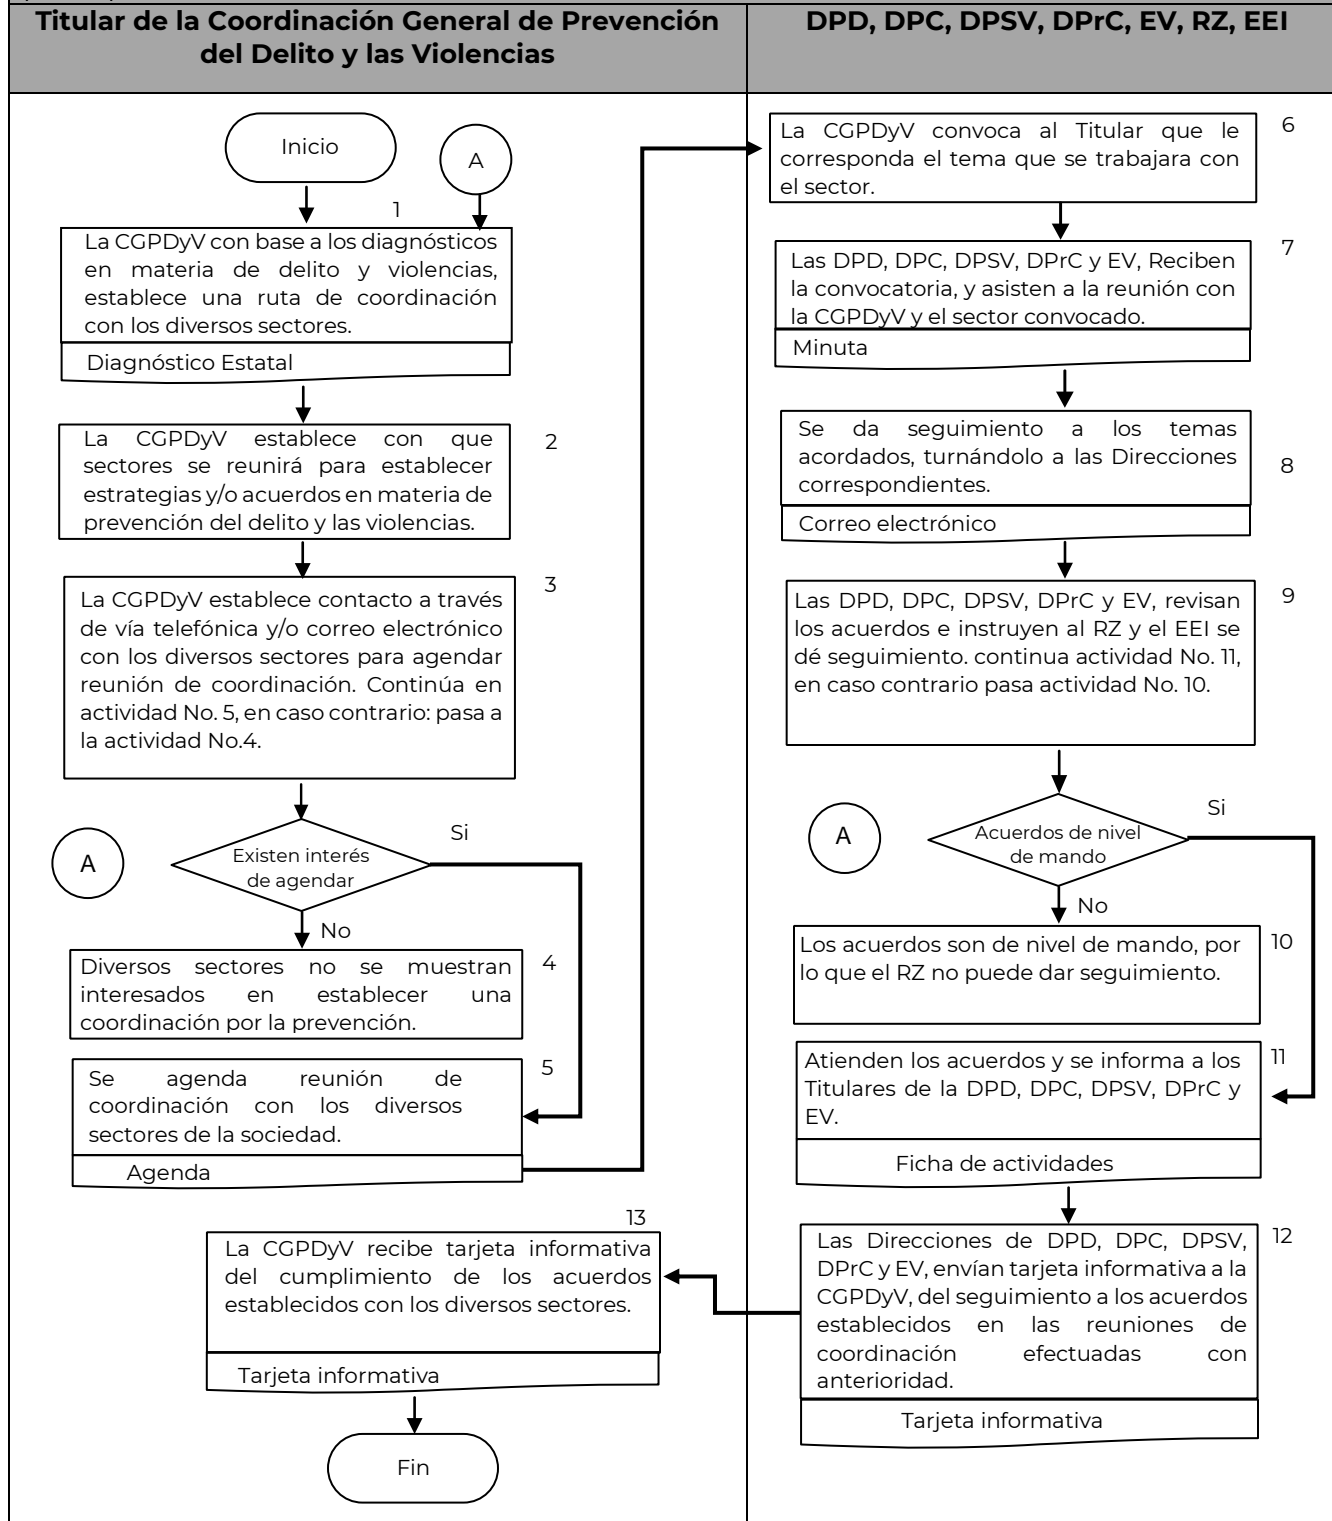 Titular de la Coordinación General de Prevención
del Delito y las Violencias
DPD, DPC, DPSV, DPrC, EV, RZ, EEI
Inicio
A
1
La CGPDyV con base a los diagnósticos
en materia de delito y violencias,
establece una ruta de coordinación
con los diversos sectores.
Diagnóstico Estatal
La CGPDyV establece con que
sectores se reunirá para establecer
estrategias y/o acuerdos en materia de
prevención del delito y las violencias.
2
La CGPDyV establece contacto a través
de vía telefónica y/o correo electrónico
con los diversos sectores para agendar
reunión de coordinación. Continúa en
actividad No. 5, en caso contrario: pasa a
la actividad No.4.
3
A
Existen interés
de agendar
Si
No
Diversos sectores no se muestran
interesados en establecer una
coordinación por la prevención.
4
Se agenda reunión de
coordinación con los diversos
sectores de la sociedad.
5
Agenda
La CGPDyV convoca al Titular que le
corresponda el tema que se trabajara con
el sector.
6
Las DPD, DPC, DPSV, DPrC y EV, Reciben
la convocatoria, y asisten a la reunión con
la CGPDyV y el sector convocado.
7
Minuta
Se da seguimiento a los temas
acordados, turnándolo a las Direcciones
correspondientes.
8
Correo electrónico
Las DPD, DPC, DPSV, DPrC y EV, revisan
los acuerdos e instruyen al RZ y el EEI se
dé seguimiento. continua actividad No. 11,
en caso contrario pasa actividad No. 10.
9
A
Acuerdos de nivel
de mando
Si
No
Los acuerdos son de nivel de mando, por
lo que el RZ no puede dar seguimiento.
10
Atienden los acuerdos y se informa a los
Titulares de la DPD, DPC, DPSV, DPrC y
EV.
11
Ficha de actividades
Las Direcciones de DPD, DPC, DPSV,
DPrC y EV, envían tarjeta informativa a la
CGPDyV, del seguimiento a los acuerdos
establecidos en las reuniones de
coordinación efectuadas con
anterioridad.
12
Tarjeta informativa
13
La CGPDyV recibe tarjeta informativa
del cumplimiento de los acuerdos
establecidos con los diversos sectores.
Tarjeta informativa
Fin